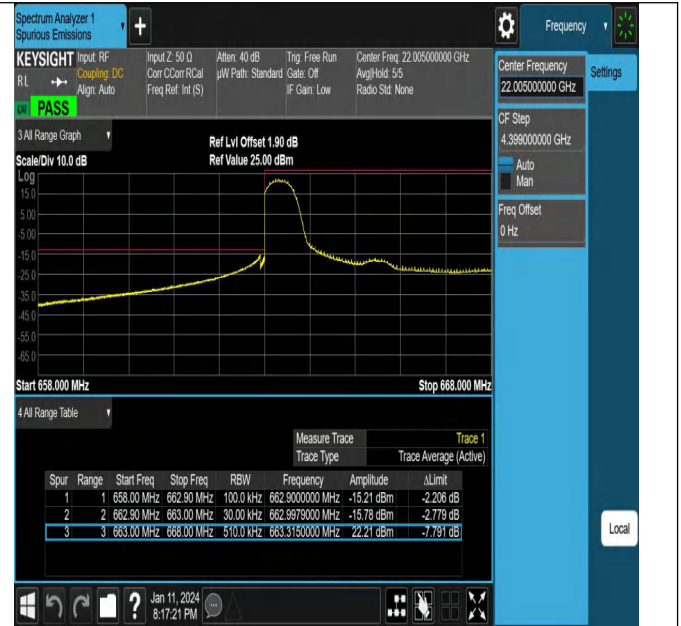 Spectrum Analyzer 1
Spurious Emissions
Frequency
KEYSIGHT
RL
PASS
Input: RF
Coupling: DC
Align: Auto
Input Z: 50 Ω
Corr CCorr RCal
Freq Ref: Int (S)
Atten: 40 dB
µW Path: Standard
Trig: Free Run
Gate: Off
IF Gain: Low
Center Freq: 22.005000000 GHz
Avg|Hold: 5/5
Radio Std: None
Center Frequency
22.005000000 GHz
Settings
CF Step
4.399000000 GHz
Auto
Man
Freq Offset
0 Hz
3 All Range Graph
Scale/Div 10.0 dB
Ref Lvl Offset 1.90 dB
Ref Value 25.00 dBm
Log
15.0
5.00
-5.00
-15.0
-25.0
-35.0
-45.0
-55.0
-65.0
Start 658.000 MHz
Stop 668.000 MHz
4 All Range Table
Measure Trace Trace 1
Trace Type Trace Average (Active)
Spur Range Start Freq Stop Freq RBW Frequency Amplitude ΔLimit
1 1 658.00 MHz 662.90 MHz 100.0 kHz 662.9000000 MHz -15.21 dBm -2.206 dB
2 2 662.90 MHz 663.00 MHz 30.00 kHz 662.9979000 MHz -15.78 dBm -2.779 dB
3 3 663.00 MHz 668.00 MHz 510.0 kHz 663.3150000 MHz 22.21 dBm -7.791 dB
Local
Jan 11, 2024
8:17:21 PM